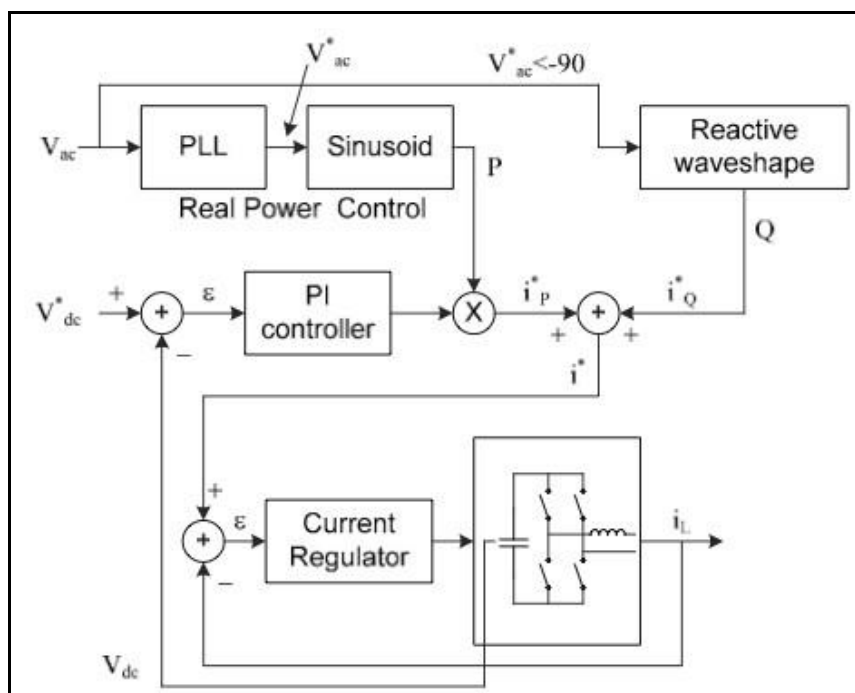 V*ac
V*ac<-90
Vac
PLL
Sinusoid
P
Reactive
waveshape
Real Power Control
Q
V*dc
+
+
−
ε
PI
controller
X
i*P
+
+
+
i*Q
i*
+
+
−
ε
Current
Regulator
iL
Vdc